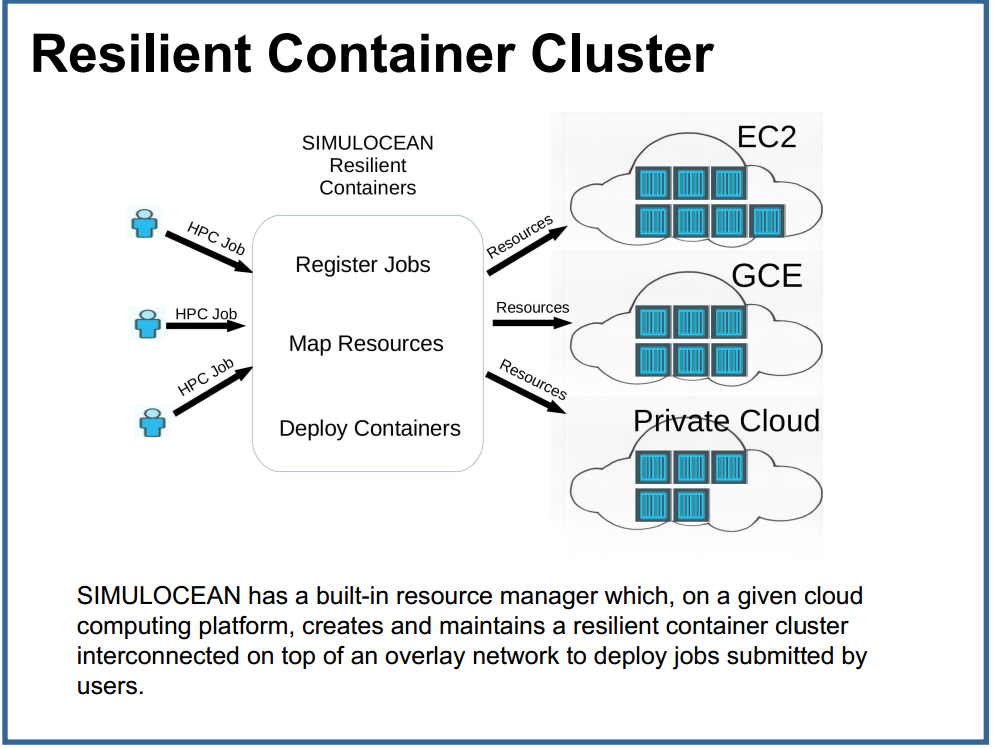 Resilient Container Cluster
SIMULOCEAN
Resilient
Containers
HPC Job
HPC Job
HPC Job
Register Jobs
Map Resources
Deploy Containers
Resources
Resources
Resources
EC2
GCE
Private Cloud
SIMULOCEAN has a built-in resource manager which, on a given cloud
computing platform, creates and maintains a resilient container cluster
interconnected on top of an overlay network to deploy jobs submitted by
users.